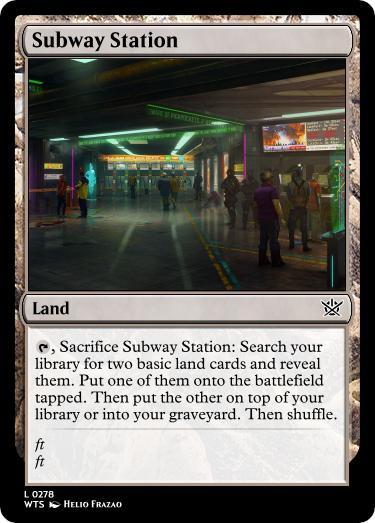 Subway Station
Land
, Sacrifice Subway Station: Search your
library for two basic land cards and reveal
them. Put one of them onto the battlefield
tapped. Then put the other on top of your
library or into your graveyard. Then shuffle.
ft
ft
L 0278
WTS Helio Frazao